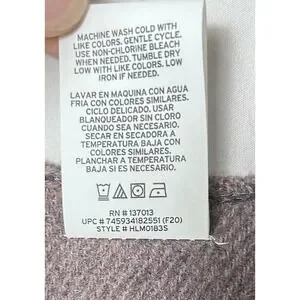 MACHINE WASH COLD WITH
LIKE COLORS. GENTLE CYCLE.
USE NON-CHLORINE BLEACH
WHEN NEEDED. TUMBLE DRY
LOW WITH LIKE COLORS. LOW
IRON IF NEEDED.
LAVAR EN MAQUINA CON AGUA
FRIA CON COLORES SIMILARES.
CICLO DELICADO. USAR
BLANQUEADOR SIN CLORO
CUANDO SEA NECESARIO.
SECAR EN SECADORA A
TEMPERATURA BAJA CON
COLORES SIMILARES.
PLANCHAR A TEMPERATURA
BAJA SI ES NECESARIO.
RN # 137013
UPC # 745934182551 (F20)
STYLE # HLM0183S